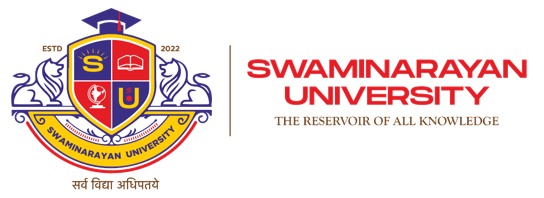 ESTD 2022
S
U
SWAMINARAYAN UNIVERSITY
सर्व विद्या अधिपतये
SWAMINARAYAN
UNIVERSITY
THE RESERVOIR OF ALL KNOWLEDGE